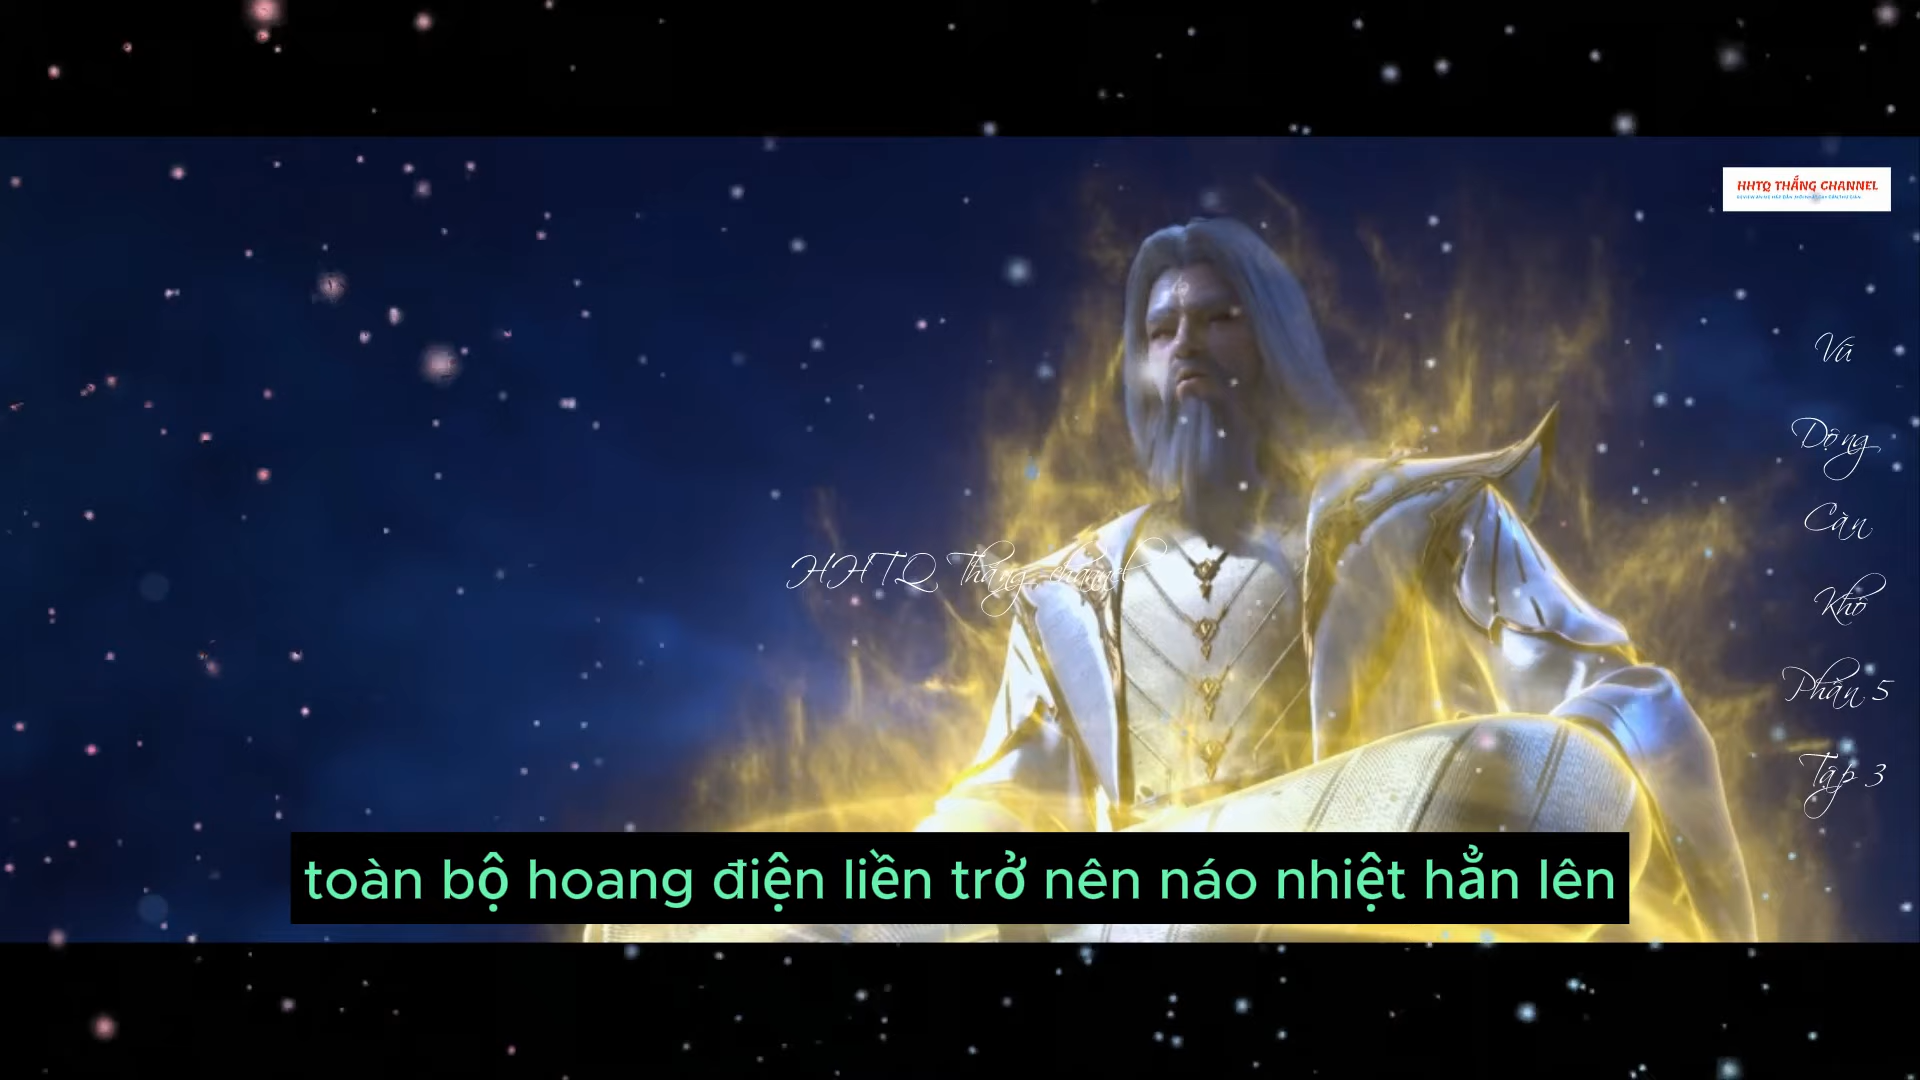 HHTQ THẮNG CHANNEL
Vũ
Động
Càn
Khô
Phần 5
Tập 3
HHTQ Thắng channel
toàn bộ hoang điện liền trở nên náo nhiệt hẳn lên